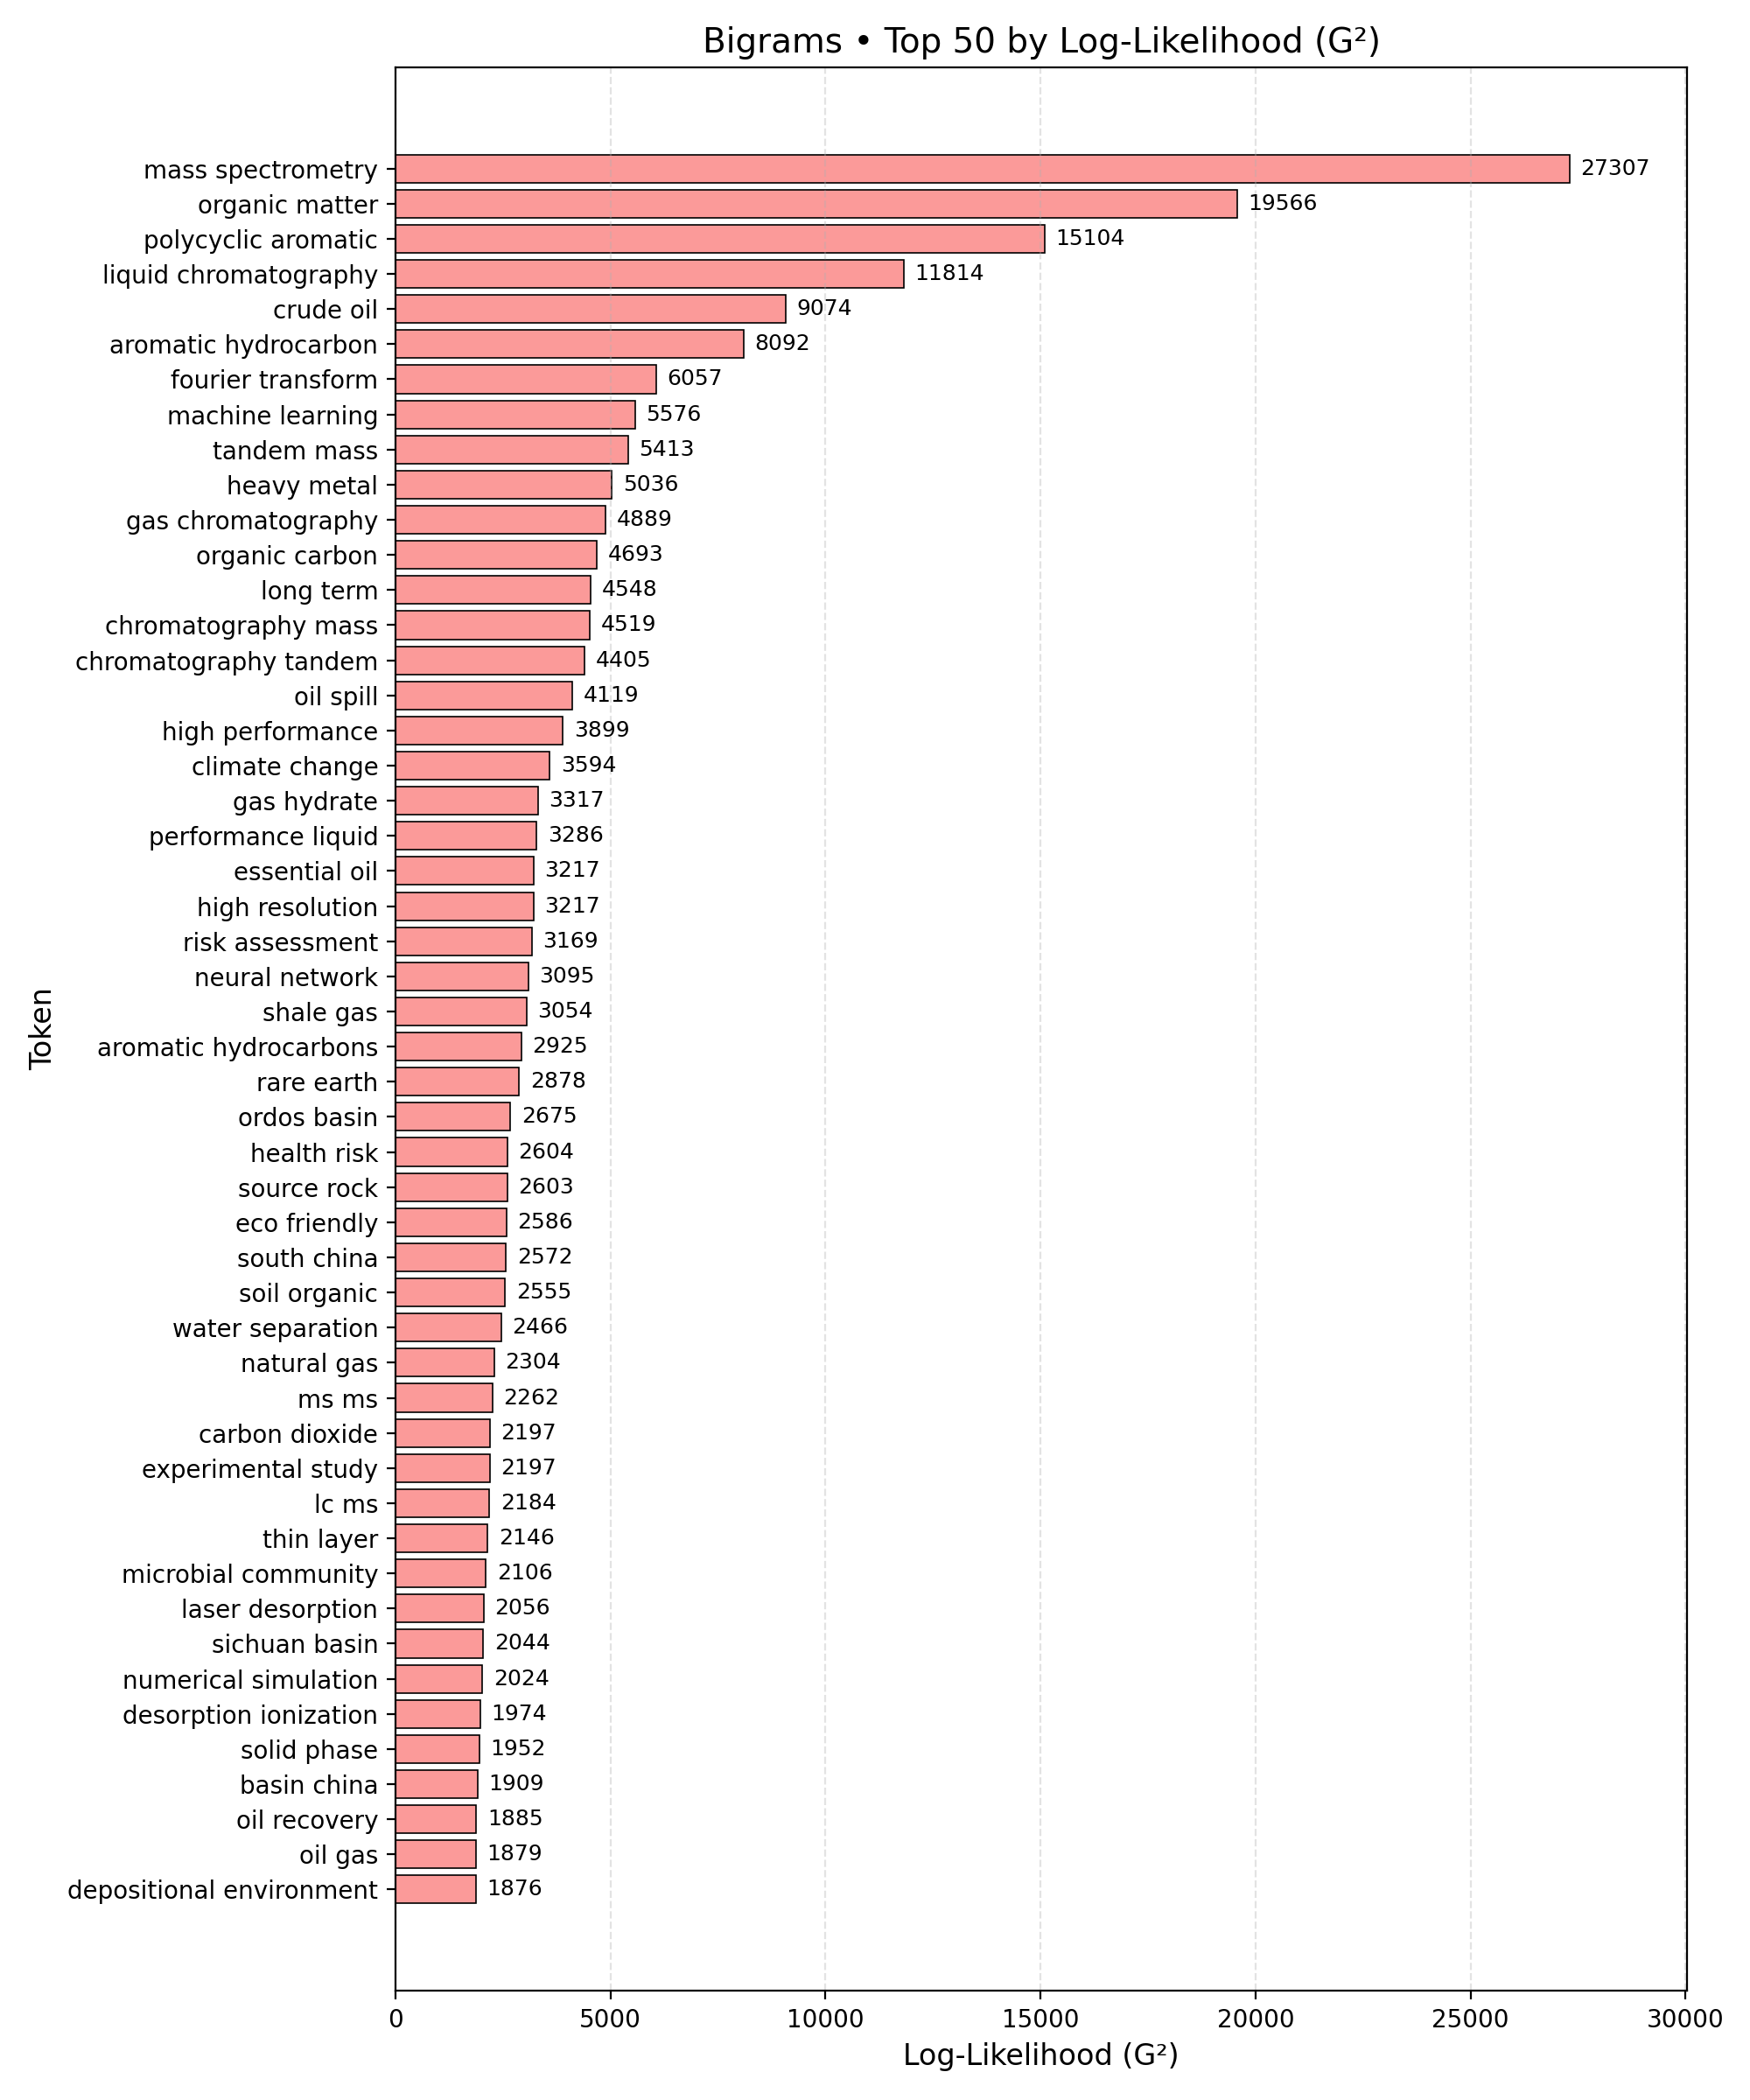 Bigrams • Top 50 by Log-Likelihood (G²)
mass spectrometry 27307
organic matter 19566
polycyclic aromatic 15104
liquid chromatography 11814
crude oil 9074
aromatic hydrocarbon 8092
fourier transform 6057
machine learning 5576
tandem mass 5413
heavy metal 5036
gas chromatography 4889
organic carbon 4693
long term 4548
chromatography mass 4519
chromatography tandem 4405
oil spill 4119
high performance 3899
climate change 3594
gas hydrate 3317
performance liquid 3286
essential oil 3217
high resolution 3217
risk assessment 3169
neural network 3095
shale gas 3054
aromatic hydrocarbons 2925
rare earth 2878
ordos basin 2675
health risk 2604
source rock 2603
eco friendly 2586
south china 2572
soil organic 2555
water separation 2466
natural gas 2304
ms ms 2262
carbon dioxide 2197
experimental study 2197
lc ms 2184
thin layer 2146
microbial community 2106
laser desorption 2056
sichuan basin 2044
numerical simulation 2024
desorption ionization 1974
solid phase 1952
basin china 1909
oil recovery 1885
oil gas 1879
depositional environment 1876
Token
0 5000 10000 15000 20000 25000 30000
Log-Likelihood (G²)